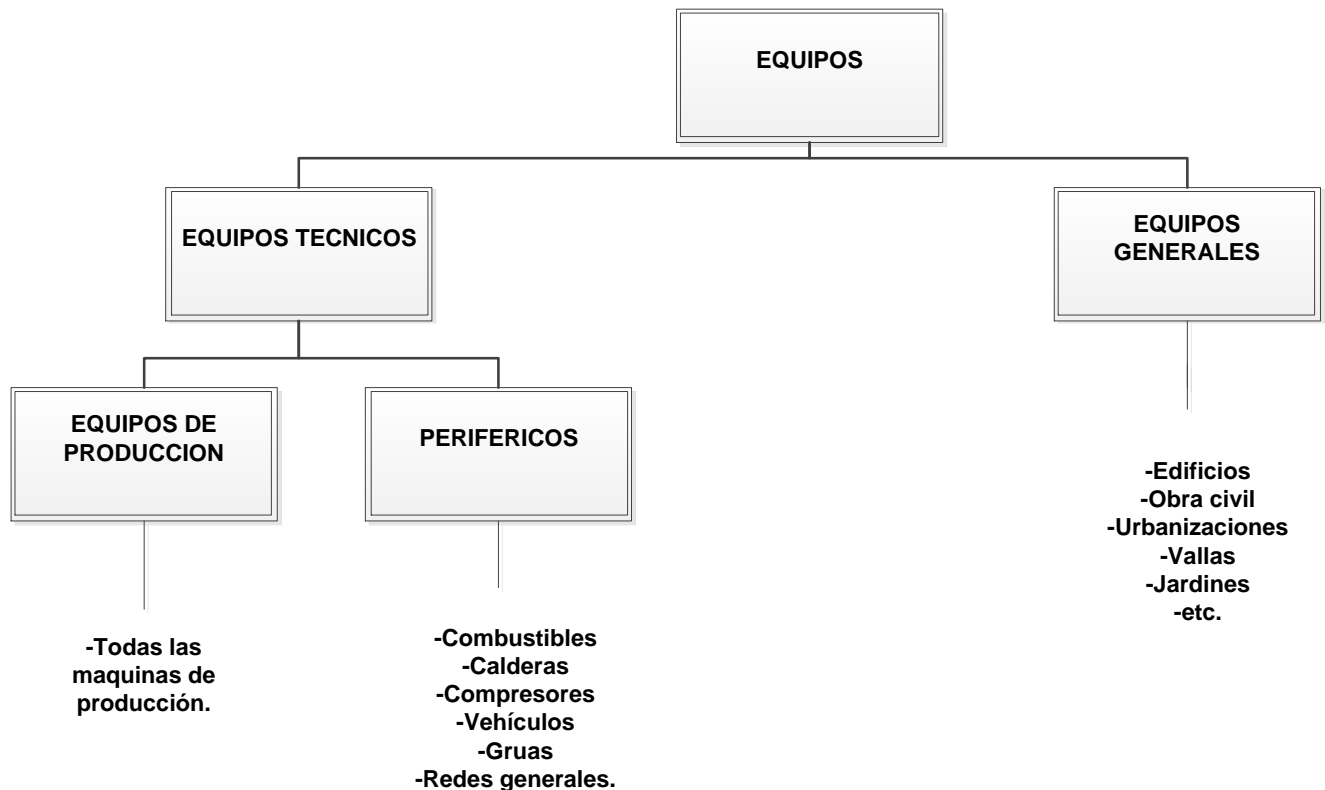 EQUIPOS
EQUIPOS TECNICOS
EQUIPOS
GENERALES
EQUIPOS DE
PRODUCCION
PERIFERICOS
-Todas las
maquinas de
producción.
-Combustibles
-Calderas
-Compresores
-Vehículos
-Gruas
-Redes generales.
-Edificios
-Obra civil
-Urbanizaciones
-Vallas
-Jardines
-etc.